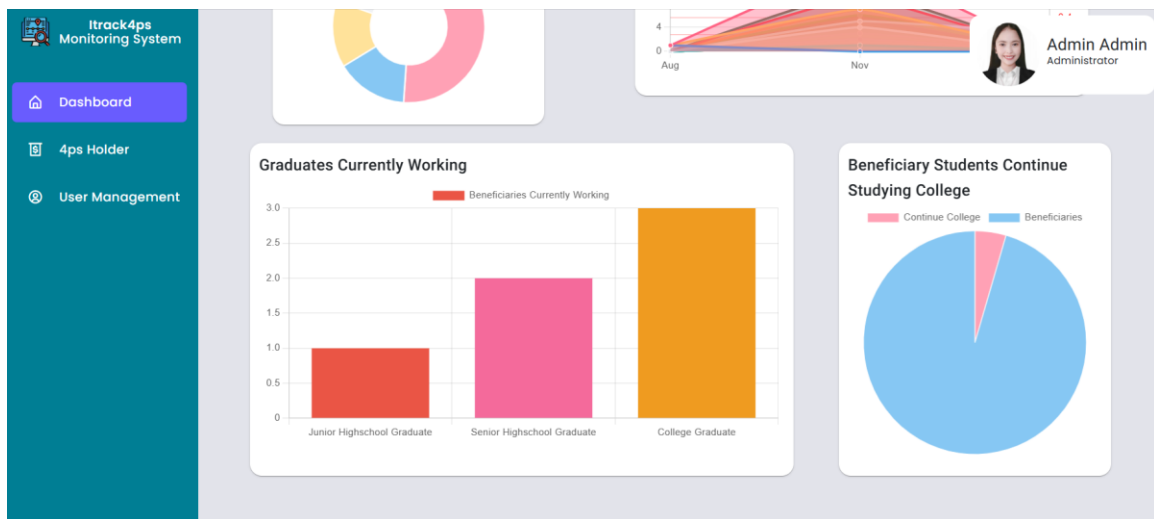 Itrack4ps
Monitoring System
Dashboard
4ps Holder
User Management
4
0
Aug
Nov
Admin Admin
Administrator
Graduates Currently Working
Beneficiaries Currently Working
3.0
2.5
2.0
1.5
1.0
0.5
0
Junior Highschool Graduate
Senior Highschool Graduate
College Graduate
Beneficiary Students Continue
Studying College
Continue College
Beneficiaries